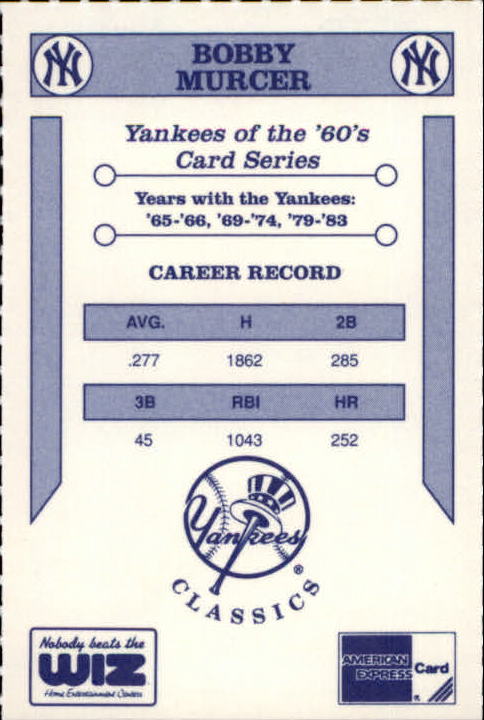 NY
BOBBY
MURCER
NY
Yankees of the '60's
Card Series
Years with the Yankees:
'65-'66, '69-'74, '79-'83
CAREER RECORD
AVG. H 2B
.277 1862 285
3B RBI HR
45 1043 252
Yankees
®
CLASSICS
Nobody beats the
WIZ
Home Entertainment Centers
AMERICAN
EXPRESS
Card
®